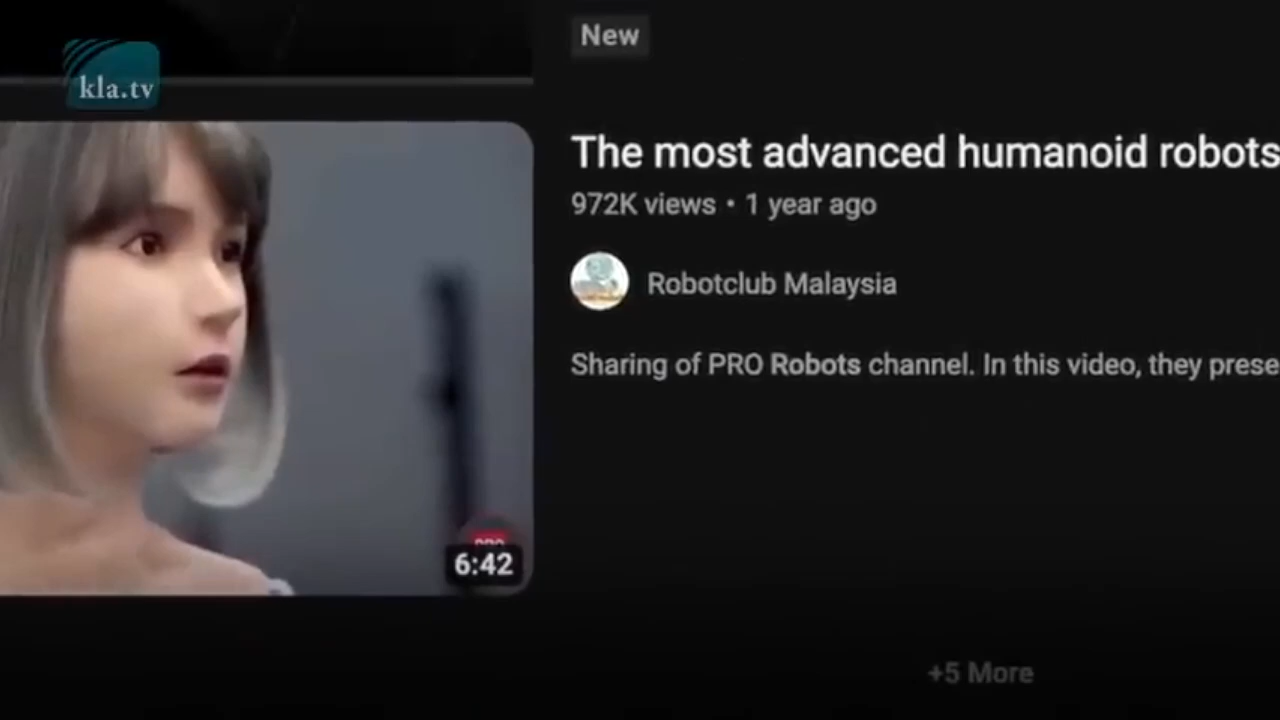 New
kla.tv
The most advanced humanoid robots
972K views • 1 year ago
Robotclub Malaysia
Sharing of PRO Robots channel. In this video, they prese
6:42
+5 More